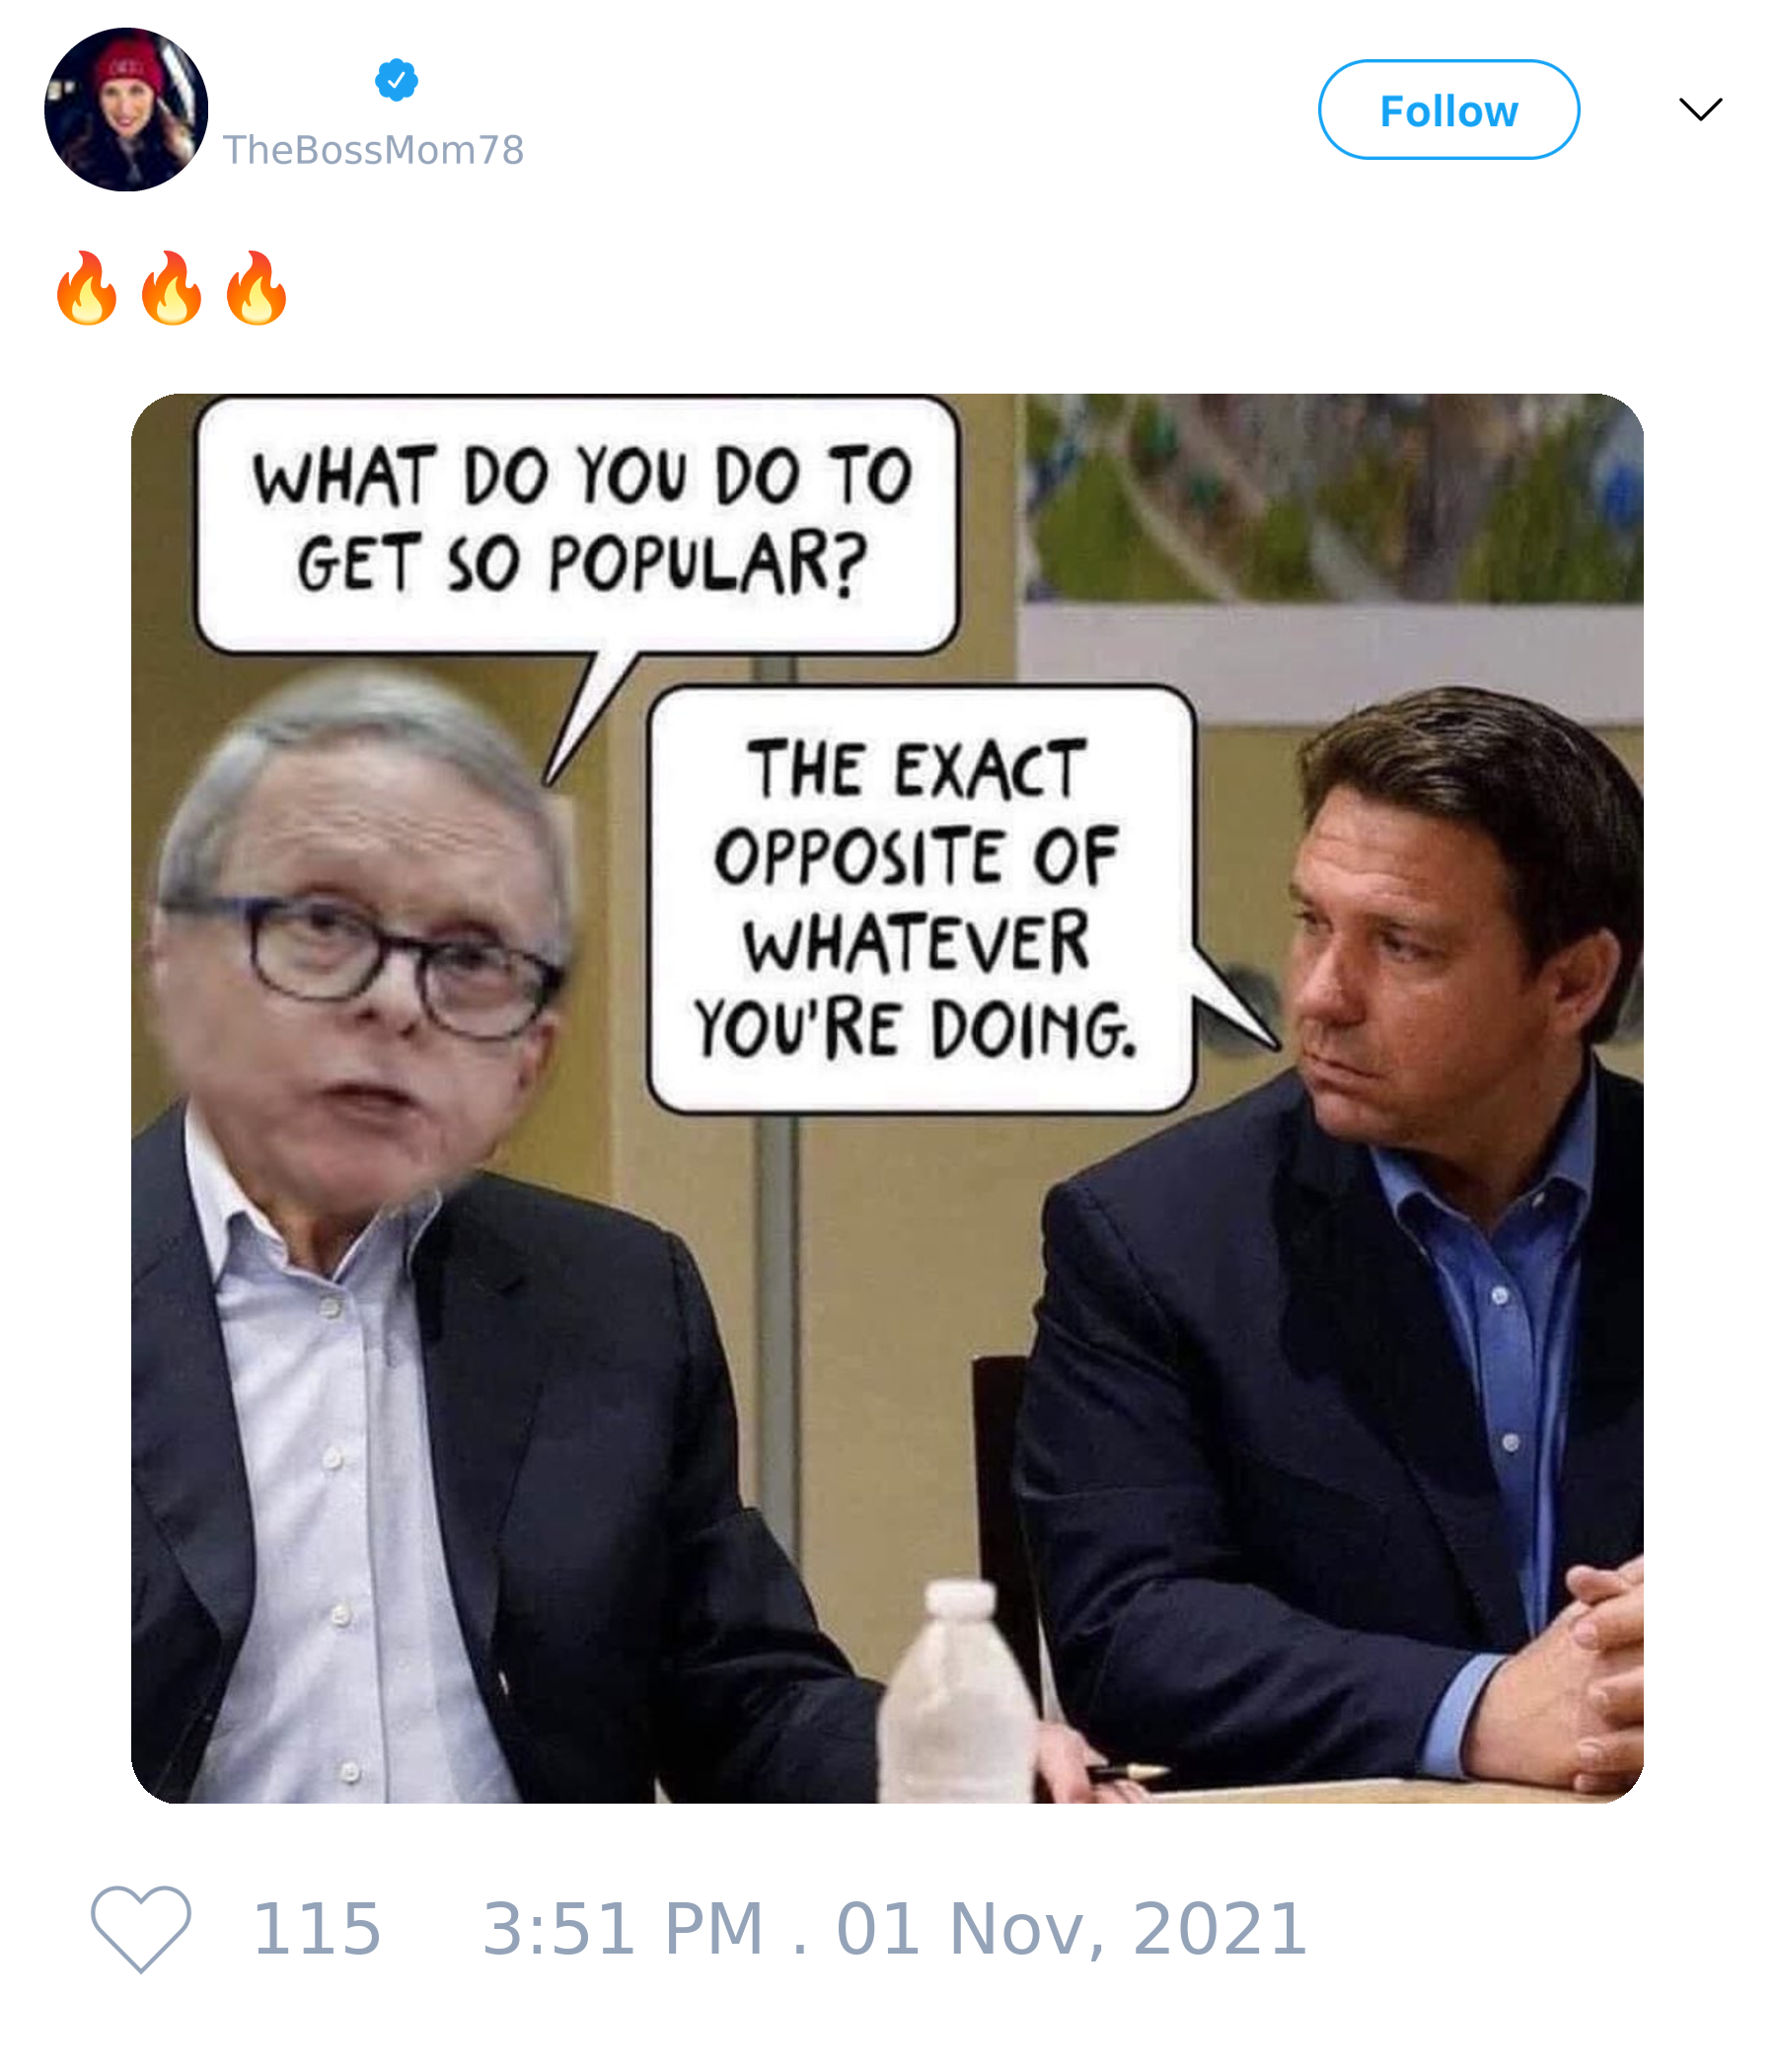 TheBossMom78
Follow
🔥🔥🔥
WHAT DO YOU DO TO
GET SO POPULAR?
THE EXACT
OPPOSITE OF
WHATEVER
YOU'RE DOING.
115 3:51 PM . 01 Nov, 2021